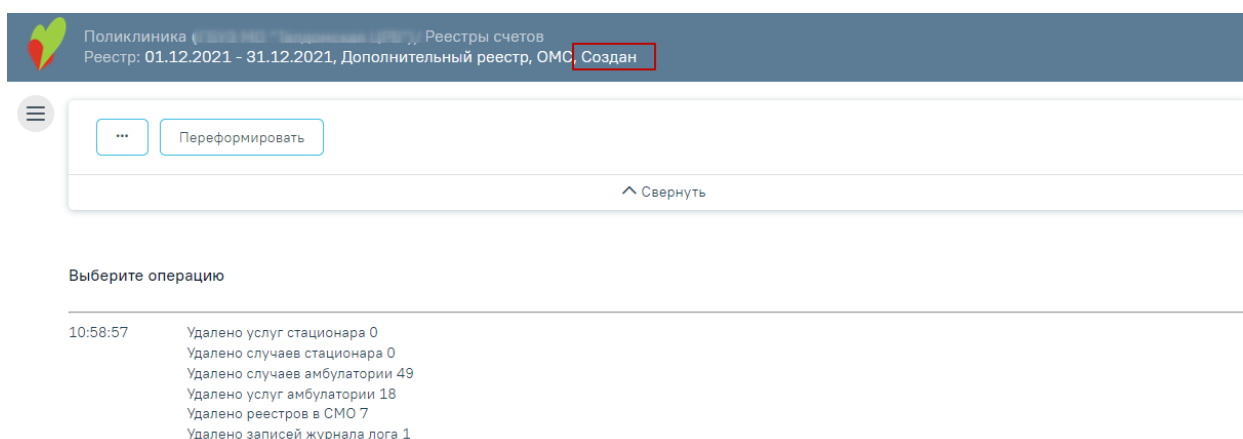 Поликлиника ( / Реестры счетов
Реестр: 01.12.2021 - 31.12.2021, Дополнительный реестр, ОМС, Создан
... Переформировать
Свернуть
Выберите операцию
10:58:57 Удалено услуг стационара 0
Удалено случаев стационара 0
Удалено случаев амбулатории 49
Удалено услуг амбулатории 18
Удалено реестров в СМО 7
Удалено записей журнала лога 1